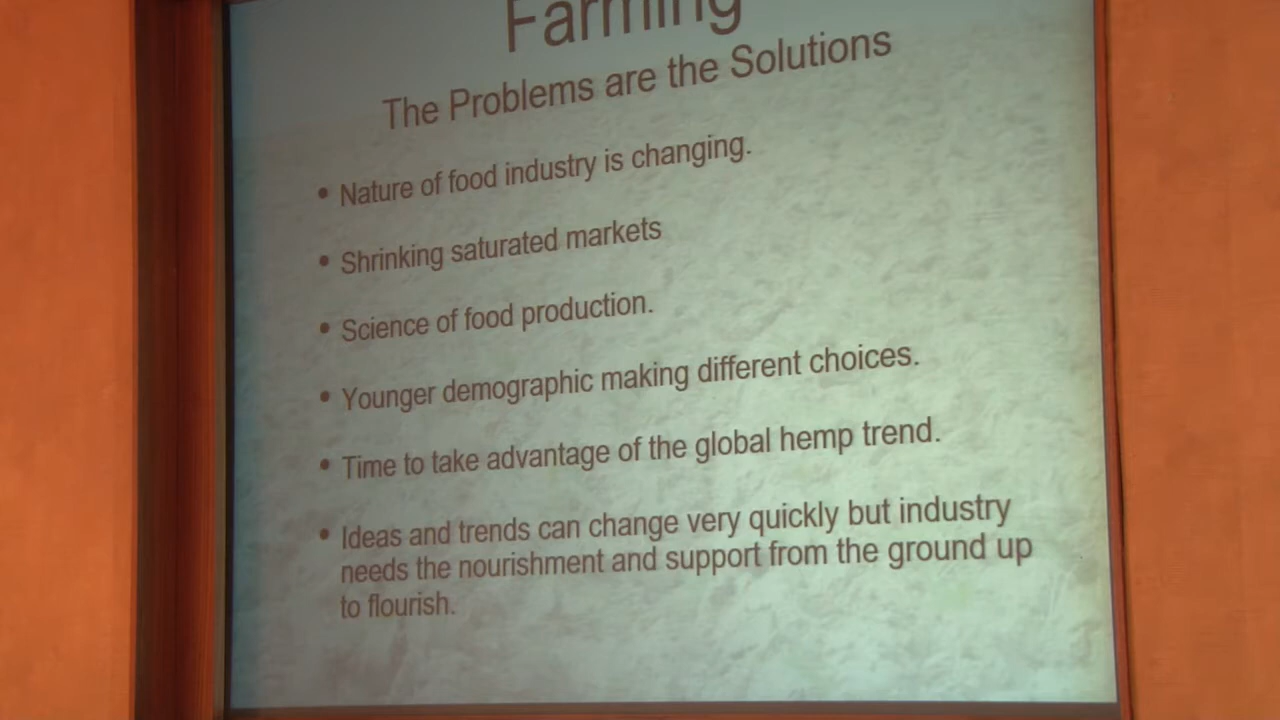 Farming
The Problems are the Solutions
• Nature of food industry is changing.
• Shrinking saturated markets
• Science of food production.
• Younger demographic making different choices.
• Time to take advantage of the global hemp trend.
• Ideas and trends can change very quickly but industry
needs the nourishment and support from the ground up
to flourish.